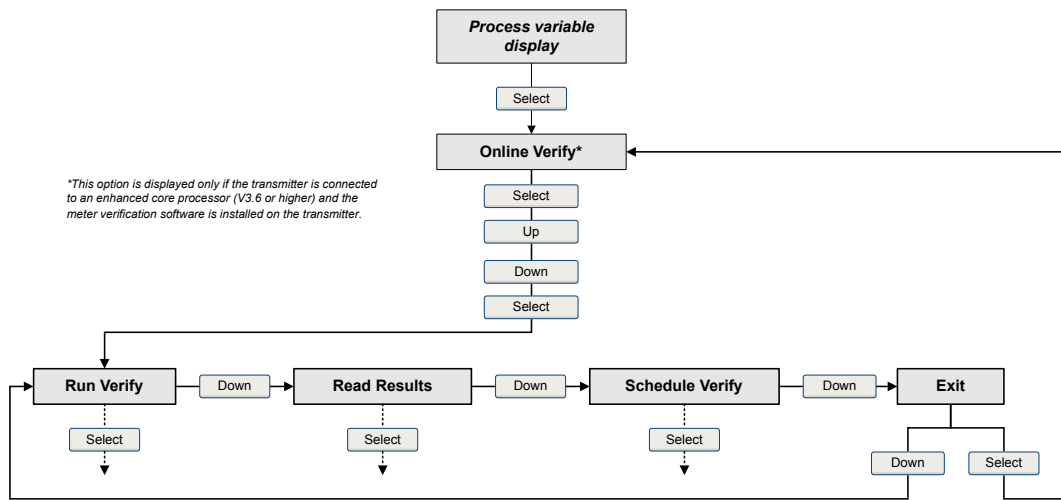 Process variable
display
Select
Online Verify*
*This option is displayed only if the transmitter is connected
to an enhanced core processor (V3.6 or higher) and the
meter verification software is installed on the transmitter.
Select
Up
Down
Select
Run Verify
Down
Read Results
Down
Schedule Verify
Down
Exit
Select
Select
Select
Down
Select